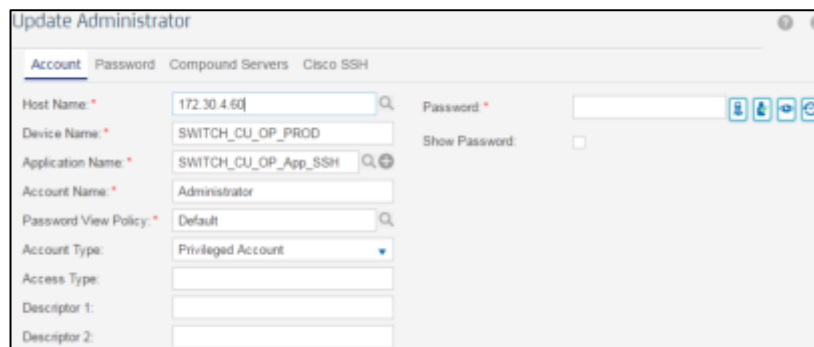 Update Administrator
Account Password Compound Servers Cisco SSH
Host Name: * 172.30.4.60 Password: *
Device Name: * SWITCH_CU_OP_PROD Show Password:
Application Name: * SWITCH_CU_OP_App_SSH
Account Name: * Administrator
Password View Policy: * Default
Account Type: Privileged Account
Access Type:
Descriptor 1:
Descriptor 2: